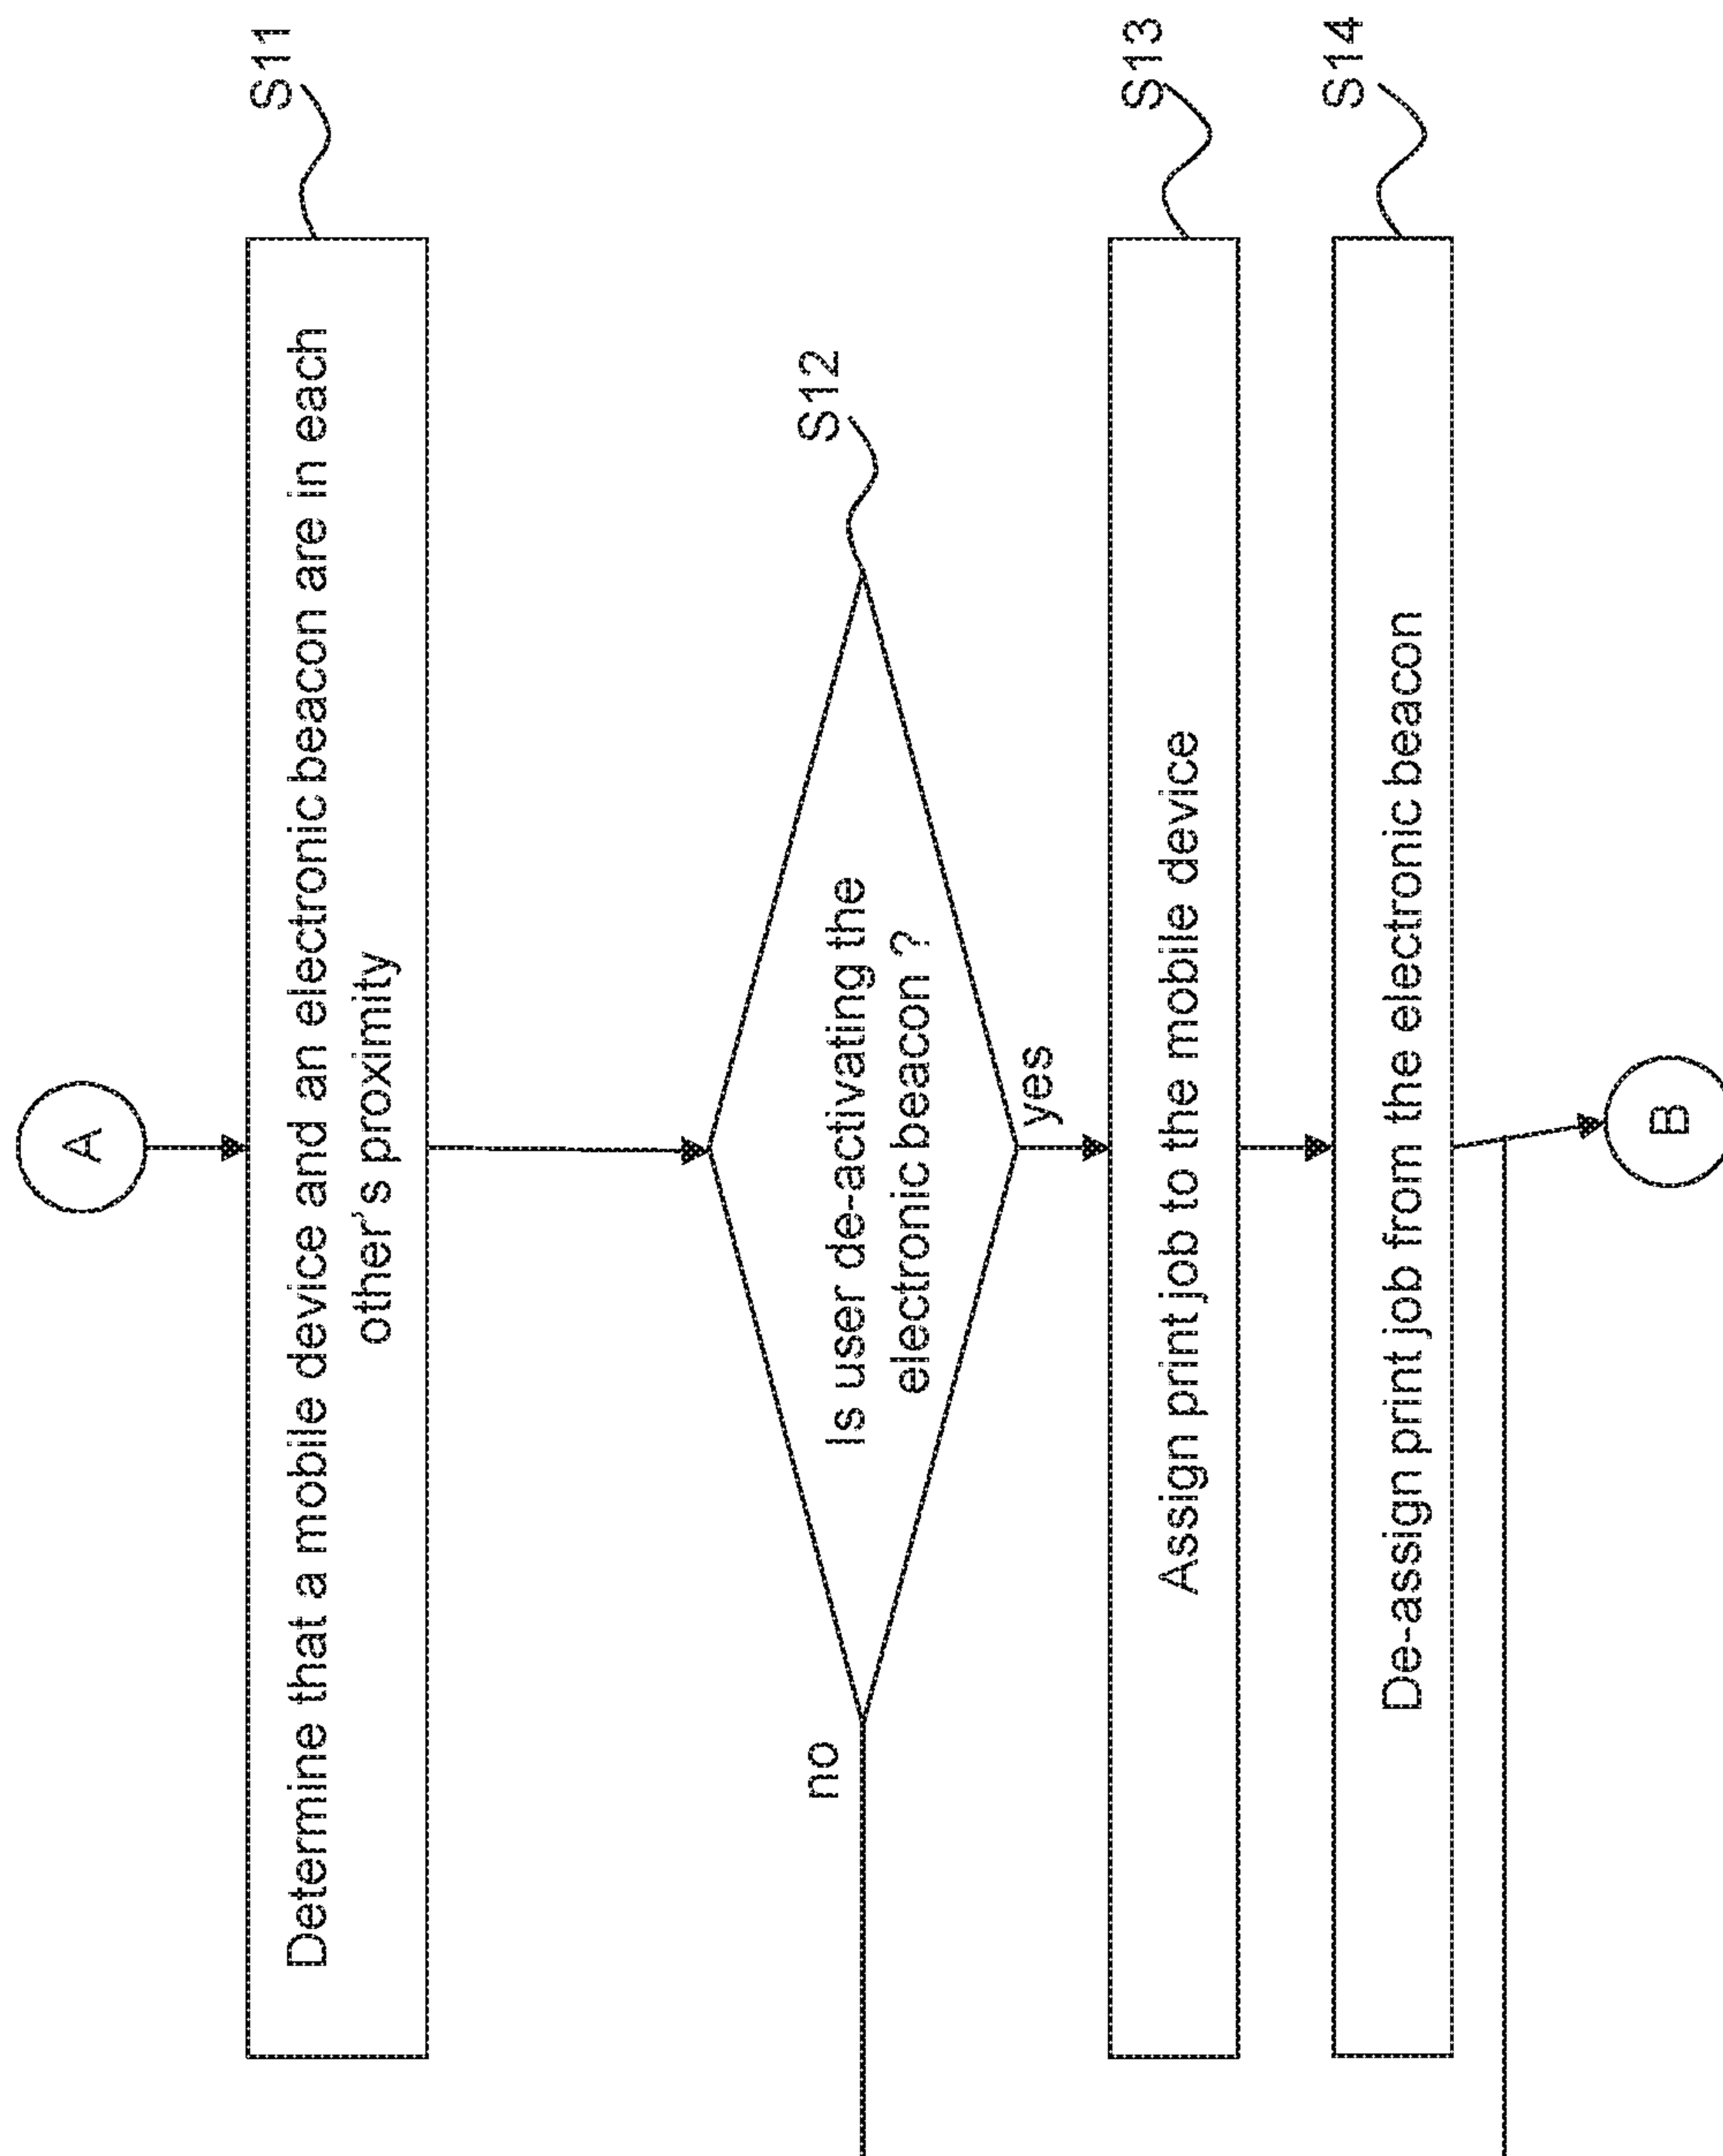 A
S11
Determine that a mobile device and an electronic beacon are in each
other's proximity
S12
Is user de-activating the
electronic beacon ?
no
yes
S13
Assign print job to the mobile device
S14
De-assign print job from the electronic beacon
B